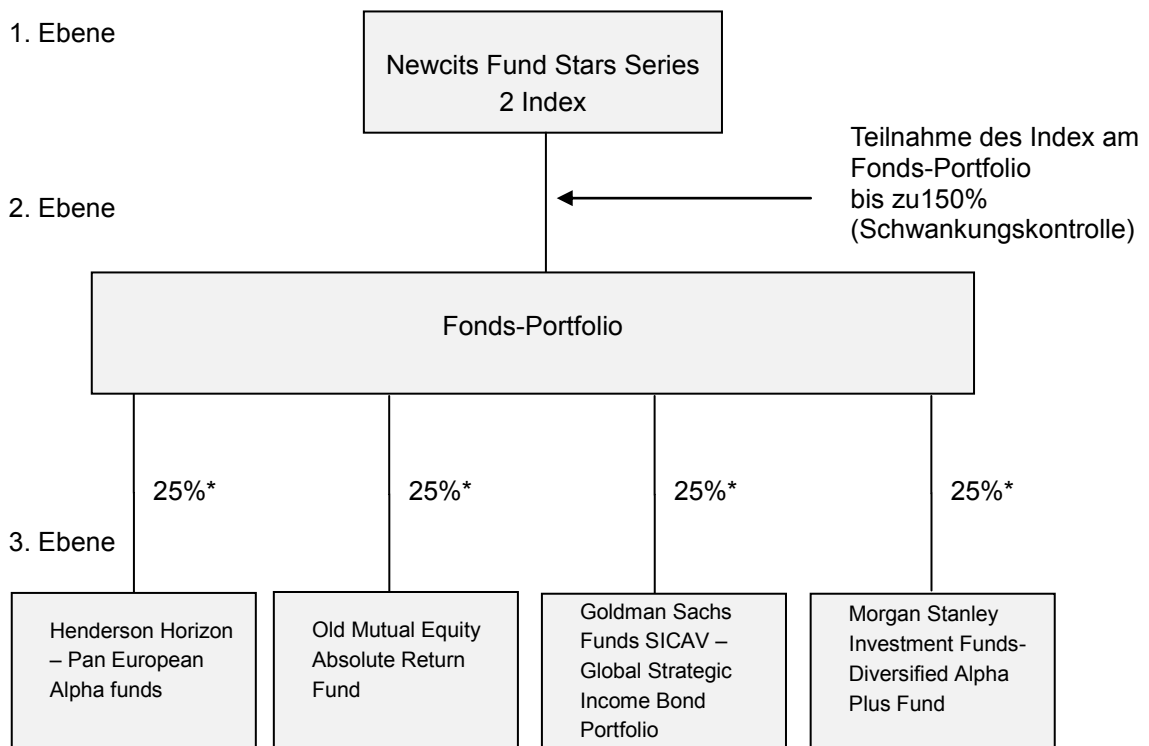 1. Ebene
Newcits Fund Stars Series
2 Index
Teilnahme des Index am
Fonds-Portfolio
bis zu150%
(Schwankungskontrolle)
2. Ebene
Fonds-Portfolio
25%*
25%*
25%*
25%*
3. Ebene
Henderson Horizon
– Pan European
Alpha funds
Old Mutual Equity
Absolute Return
Fund
Goldman Sachs
Funds SICAV –
Global Strategic
Income Bond
Portfolio
Morgan Stanley
Investment Funds-
Diversified Alpha
Plus Fund